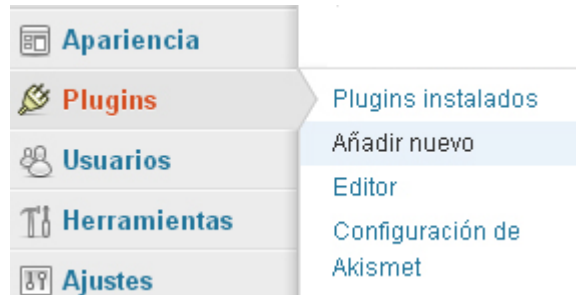 Apariencia
Plugins
Usuarios
Herramientas
Ajustes
Plugins instalados
Añadir nuevo
Editor
Configuración de
Akismet